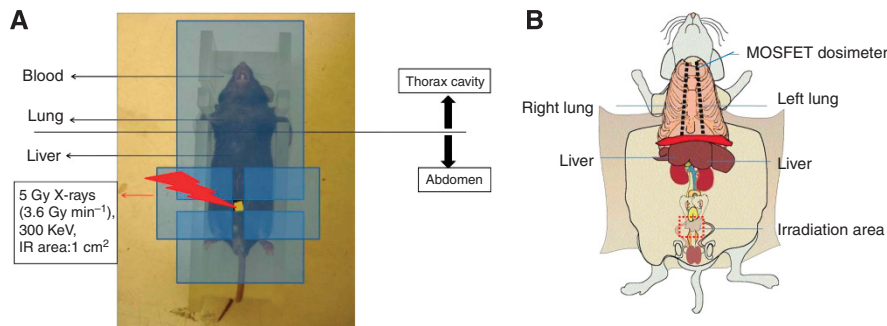 A
Blood
Lung
Liver
5 Gy X-rays
(3.6 Gy min⁻¹),
300 KeV,
IR area:1 cm²
Thorax cavity
Abdomen
B
MOSFET dosimeter
Right lung
Left lung
Liver
Liver
Irradiation area